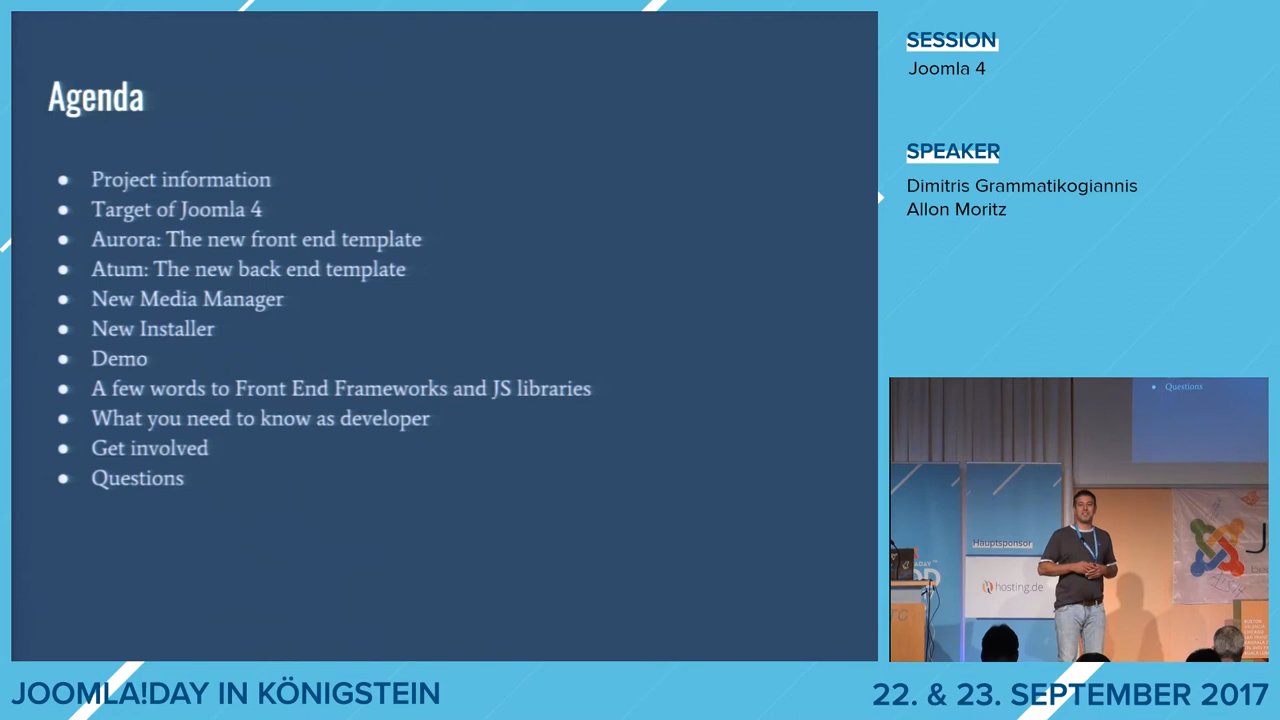 Agenda
Project information
Target of Joomla 4
Aurora: The new front end template
Atum: The new back end template
New Media Manager
New Installer
Demo
A few words to Front End Frameworks and JS libraries
What you need to know as developer
Get involved
Questions
SESSION
Joomla 4
SPEAKER
Dimitris Grammatikogiannis
Allon Moritz
Questions
Hauptsponsor
hosting.de
JOOMLA!DAY IN KÖNIGSTEIN
22. & 23. SEPTEMBER 2017